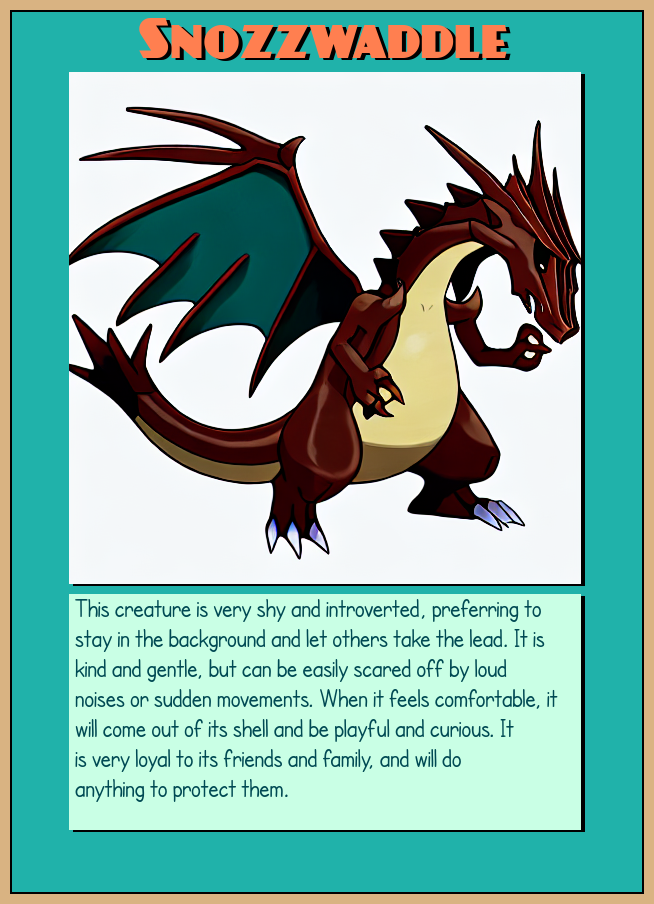 Snozzwaddle
This creature is very shy and introverted, preferring to
stay in the background and let others take the lead. It is
kind and gentle, but can be easily scared off by loud
noises or sudden movements. When it feels comfortable, it
will come out of its shell and be playful and curious. It
is very loyal to its friends and family, and will do
anything to protect them.